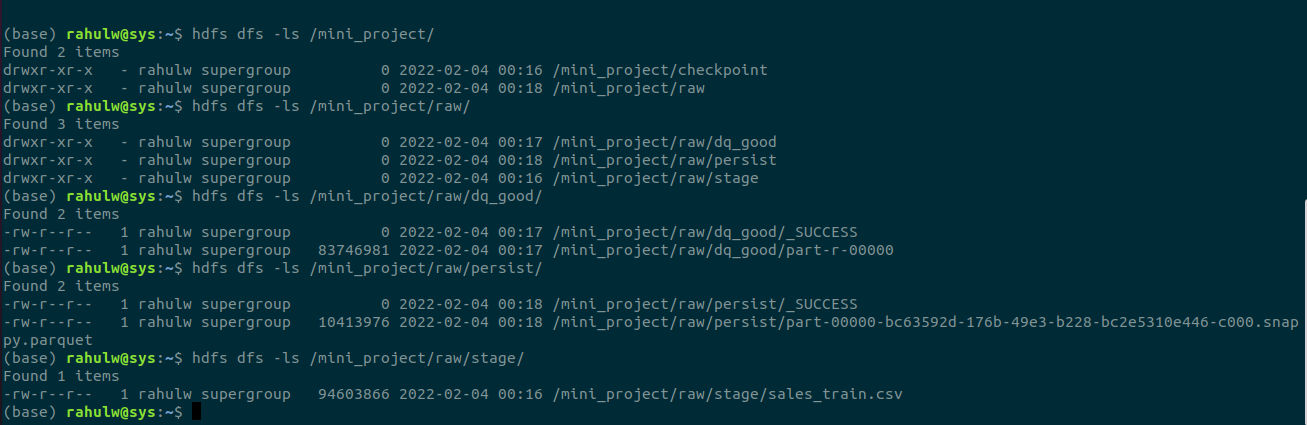 (base) rahulw@sys:~$ hdfs dfs -ls /mini_project/
Found 2 items
drwxr-xr-x   - rahulw supergroup          0 2022-02-04 00:16 /mini_project/checkpoint
drwxr-xr-x   - rahulw supergroup          0 2022-02-04 00:18 /mini_project/raw
(base) rahulw@sys:~$ hdfs dfs -ls /mini_project/raw/
Found 3 items
drwxr-xr-x   - rahulw supergroup          0 2022-02-04 00:17 /mini_project/raw/dq_good
drwxr-xr-x   - rahulw supergroup          0 2022-02-04 00:18 /mini_project/raw/persist
drwxr-xr-x   - rahulw supergroup          0 2022-02-04 00:16 /mini_project/raw/stage
(base) rahulw@sys:~$ hdfs dfs -ls /mini_project/raw/dq_good/
Found 2 items
-rw-r--r--   1 rahulw supergroup          0 2022-02-04 00:17 /mini_project/raw/dq_good/_SUCCESS
-rw-r--r--   1 rahulw supergroup   83746981 2022-02-04 00:17 /mini_project/raw/dq_good/part-r-00000
(base) rahulw@sys:~$ hdfs dfs -ls /mini_project/raw/persist/
Found 2 items
-rw-r--r--   1 rahulw supergroup          0 2022-02-04 00:18 /mini_project/raw/persist/_SUCCESS
-rw-r--r--   1 rahulw supergroup   10413976 2022-02-04 00:18 /mini_project/raw/persist/part-00000-bc63592d-176b-49e3-b228-bc2e5310e446-c000.snap
py.parquet
(base) rahulw@sys:~$ hdfs dfs -ls /mini_project/raw/stage/
Found 1 items
-rw-r--r--   1 rahulw supergroup   94603866 2022-02-04 00:16 /mini_project/raw/stage/sales_train.csv
(base) rahulw@sys:~$